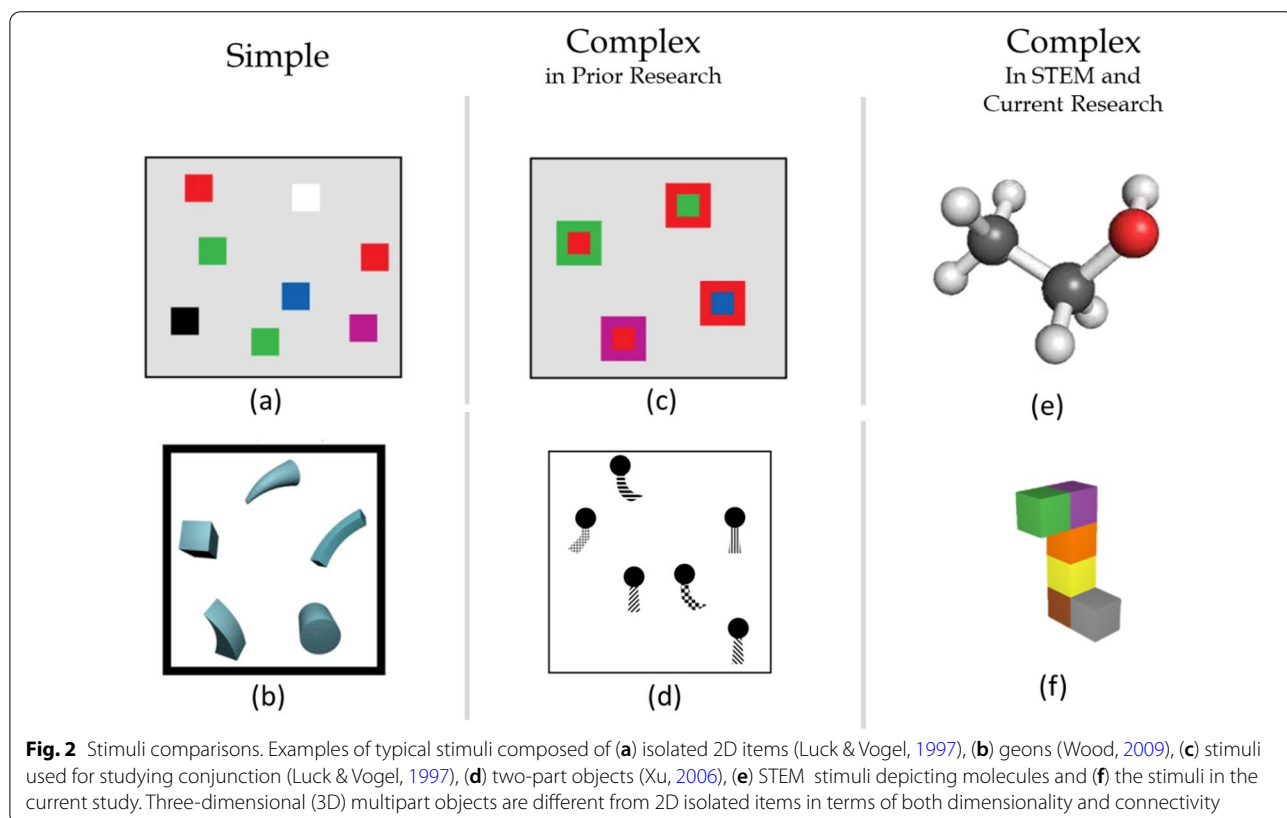 Simple
Complex
in Prior Research
Complex
In STEM and
Current Research
(a)
(c)
(e)
(b)
(d)
(f)
Fig. 2 Stimuli comparisons. Examples of typical stimuli composed of (a) isolated 2D items (Luck & Vogel, 1997), (b) geons (Wood, 2009), (c) stimuli
used for studying conjunction (Luck & Vogel, 1997), (d) two-part objects (Xu, 2006), (e) STEM stimuli depicting molecules and (f) the stimuli in the
current study. Three-dimensional (3D) multipart objects are different from 2D isolated items in terms of both dimensionality and connectivity